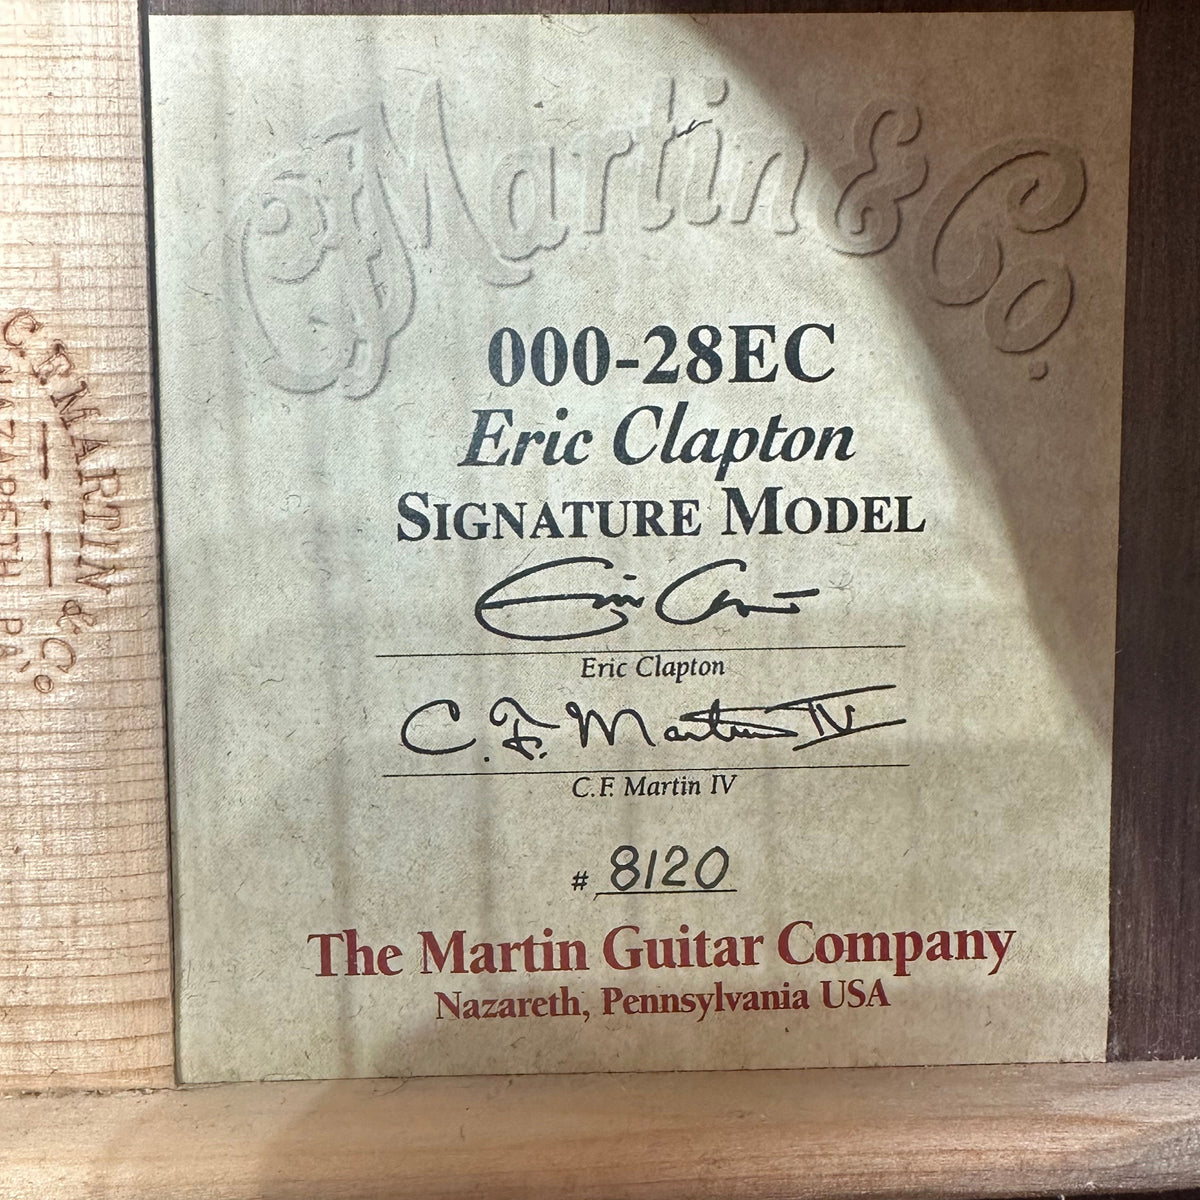 CF Martin & Co.
000-28EC
Eric Clapton
SIGNATURE MODEL
Eric Clapton
C. F. Martin IV
C.F. Martin IV
# 8120
The Martin Guitar Company
Nazareth, Pennsylvania USA
C.F. MARTIN & Co
NAZARETH, PA.